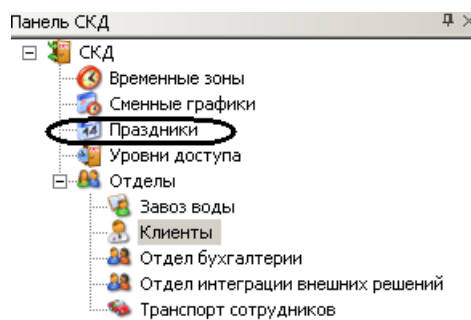 Панель СКД
СКД
Временные зоны
Сменные графики
Праздники
Уровни доступа
Отделы
Завоз воды
Клиенты
Отдел бухгалтерии
Отдел интеграции внешних решений
Транспорт сотрудников